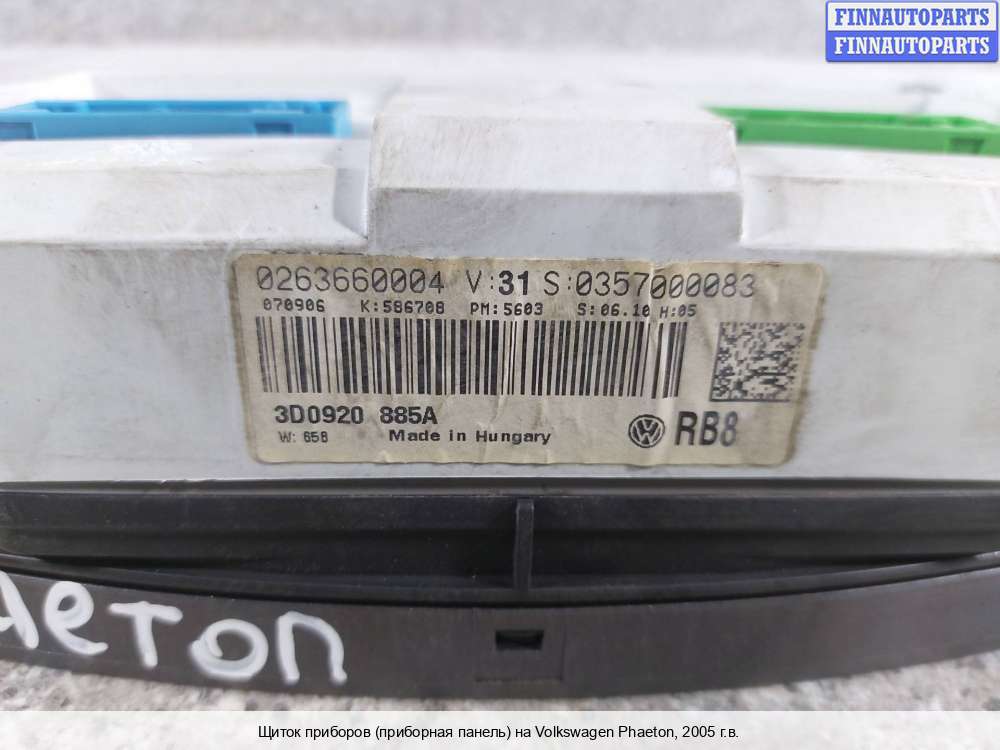 FINNAUTOPARTS
FINNAUTOPARTS
0263660004 V:31 S:0357000083
070906 K:586708 PM:5603 S:06.10 H:05
3D0920 885A
W: 658 Made in Hungary RB8
АЕТОП
Щиток приборов (приборная панель) на Volkswagen Phaeton, 2005 г.в.